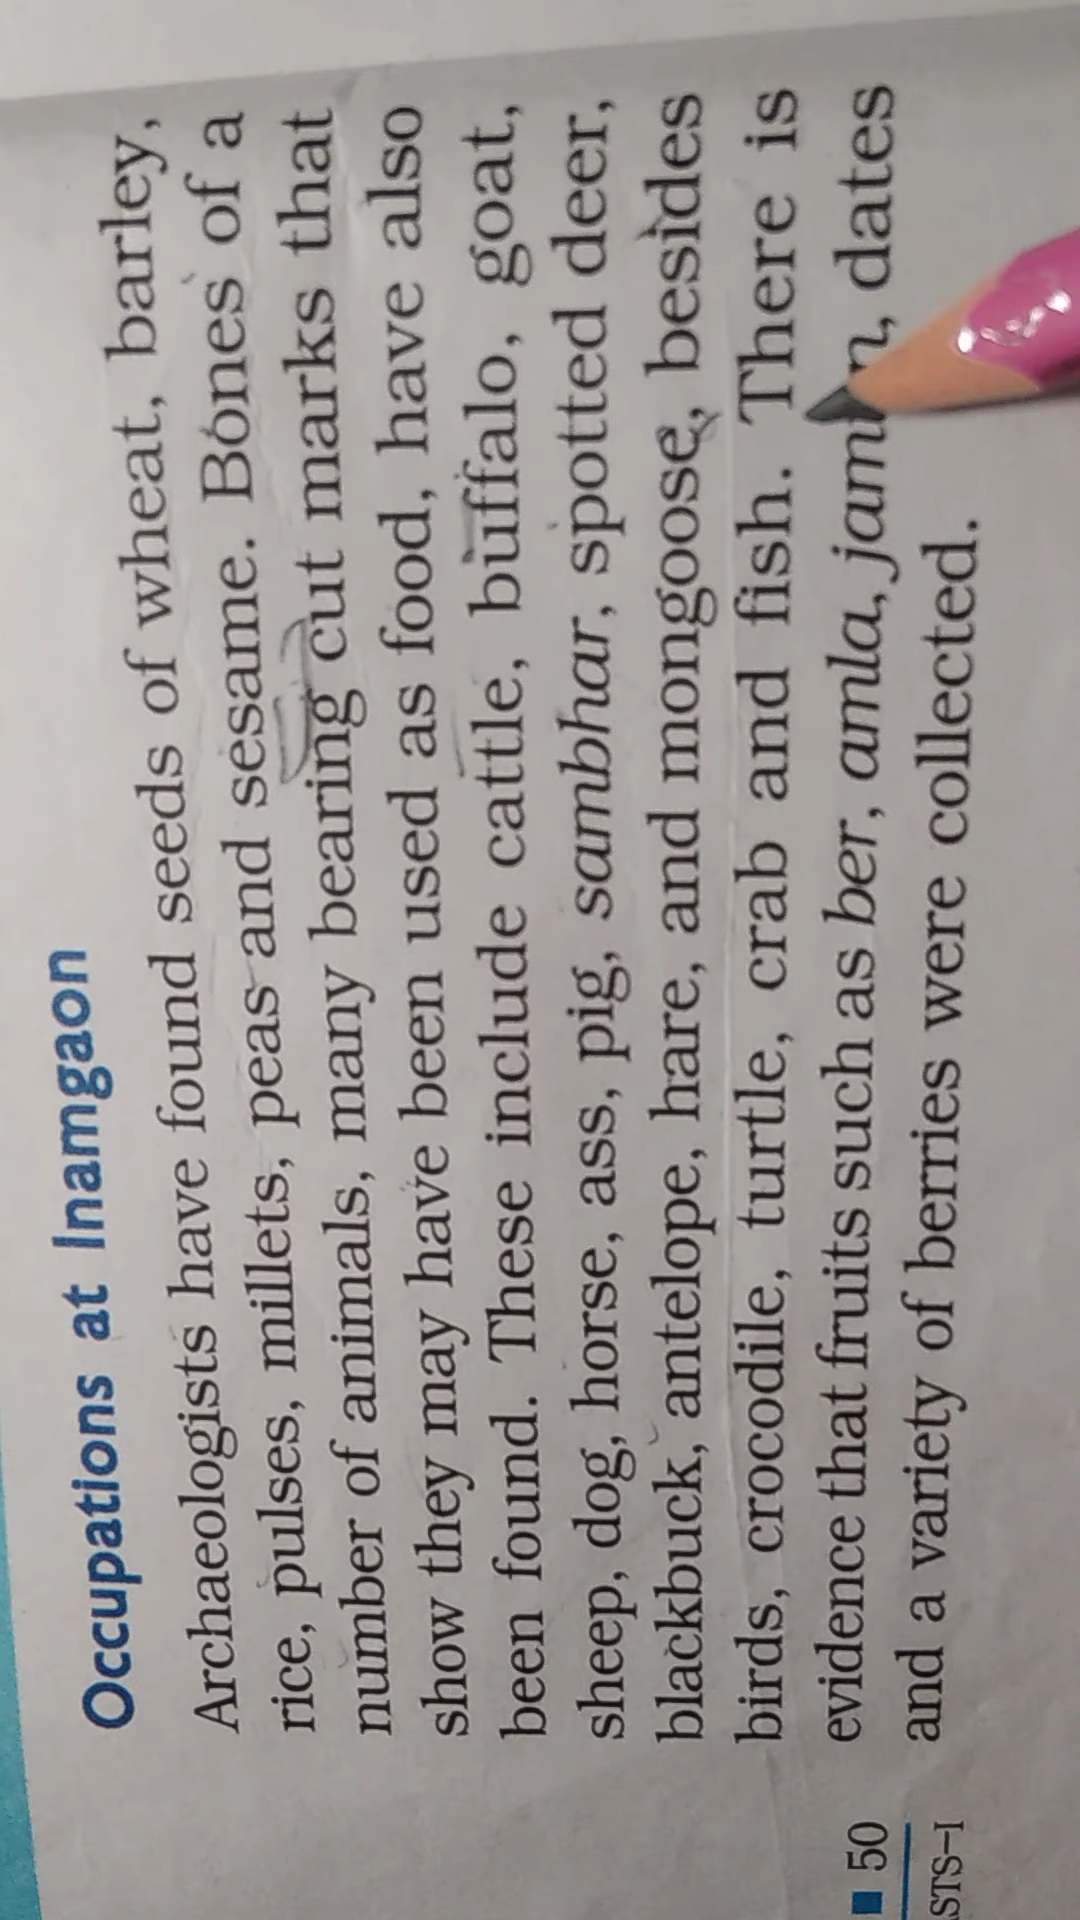 Occupations at Inamgaon
Archaeologists have found seeds of wheat, barley,
rice, pulses, millets, peas and sesame. Bones of a
number of animals, many bearing cut marks that
show they may have been used as food, have also
been found. These include cattle, buffalo, goat,
sheep, dog, horse, ass, pig, sambhar, spotted deer,
blackbuck, antelope, hare, and mongoose, besides
birds, crocodile, turtle, crab and fish. There is
evidence that fruits such as ber, amla, dates
and a variety of berries were collected.
■ 50
STS–I